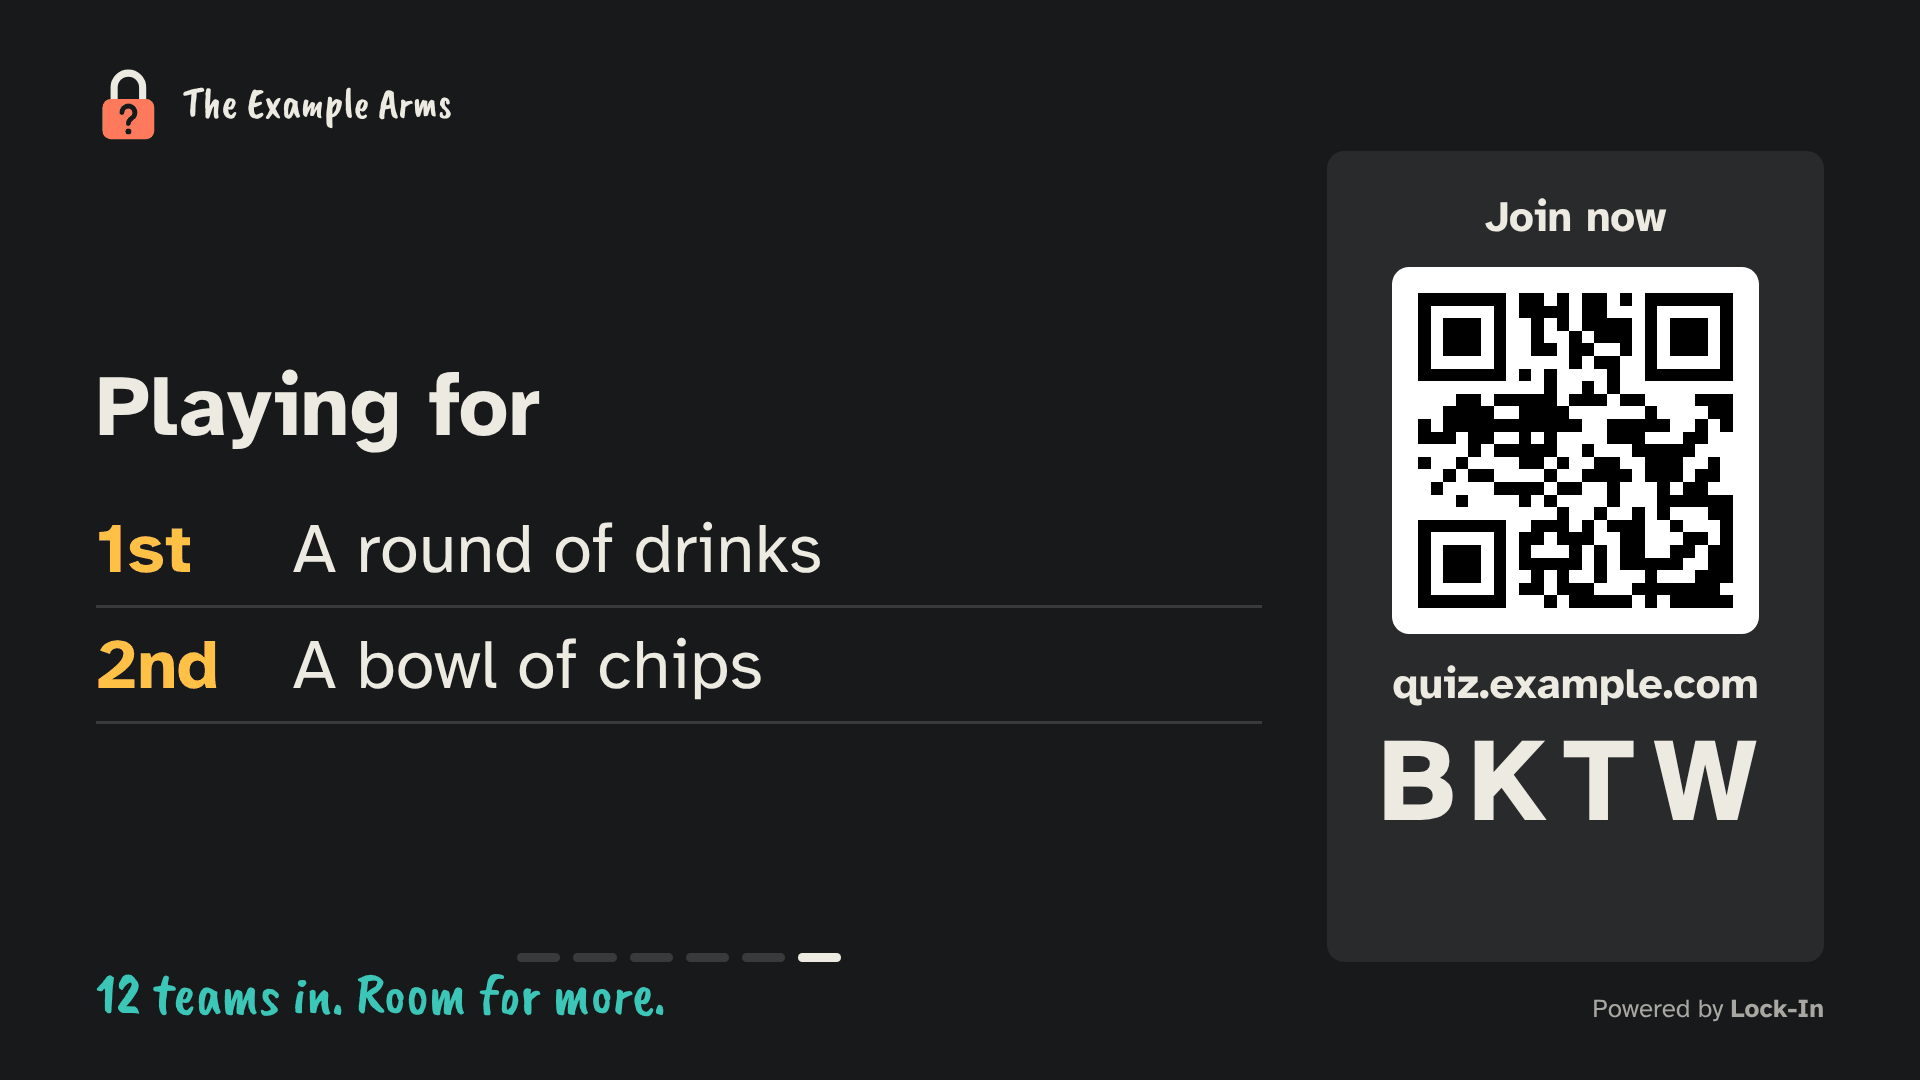 ?
The Example Arms
Playing for
1st A round of drinks
2nd A bowl of chips
12 teams in. Room for more.
Join now
quiz.example.com
BKTW
Powered by Lock-In